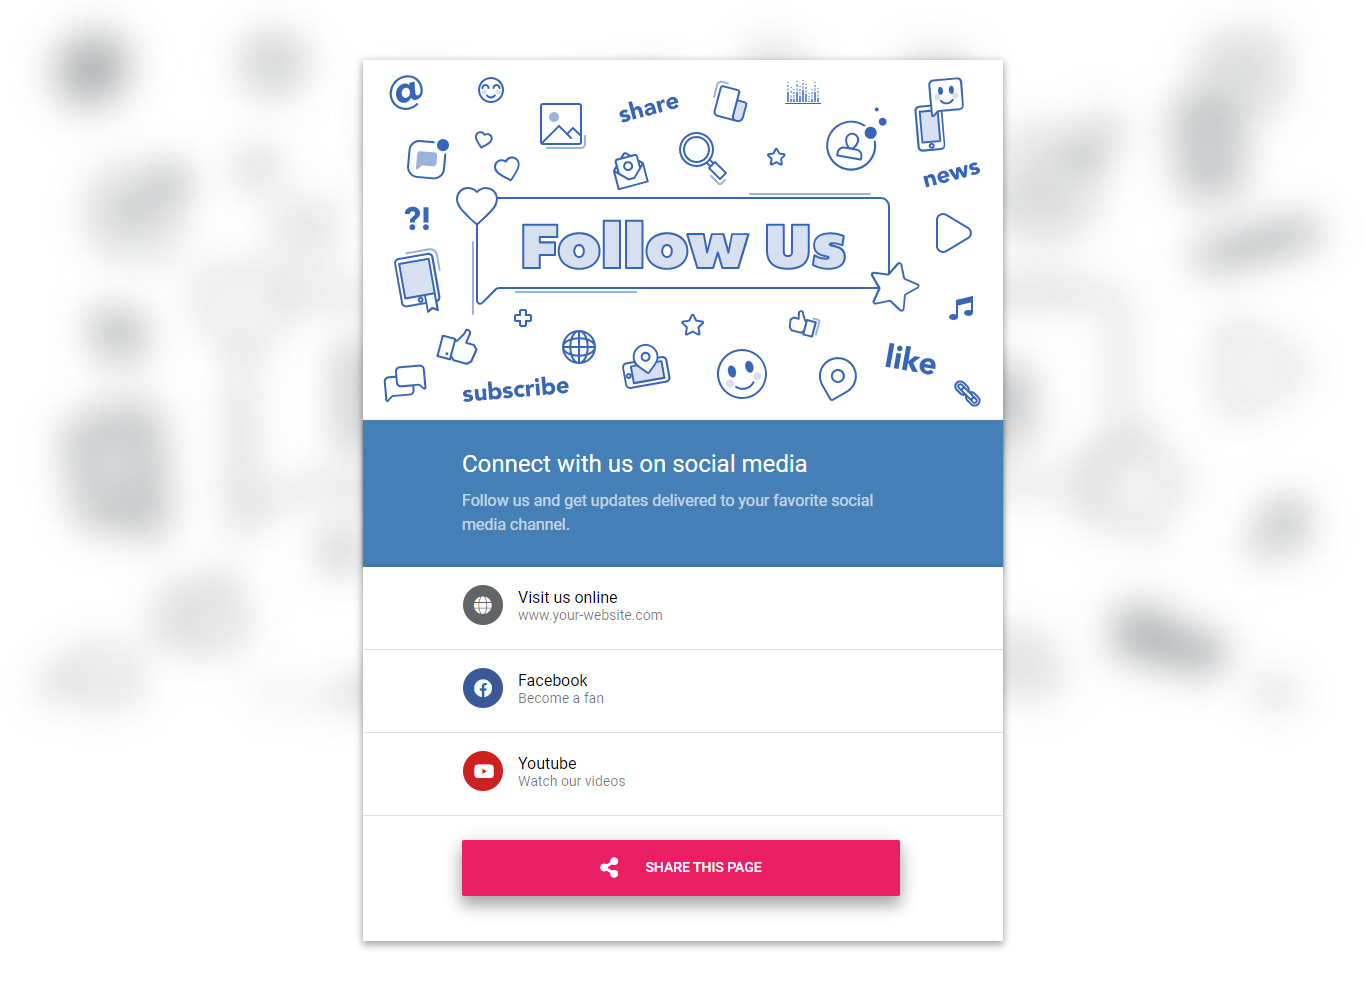 @
share
news
?!
Follow Us
like
subscribe
Connect with us on social media
Follow us and get updates delivered to your favorite social
media channel.
Visit us online
www.your-website.com
Facebook
Become a fan
Youtube
Watch our videos
SHARE THIS PAGE